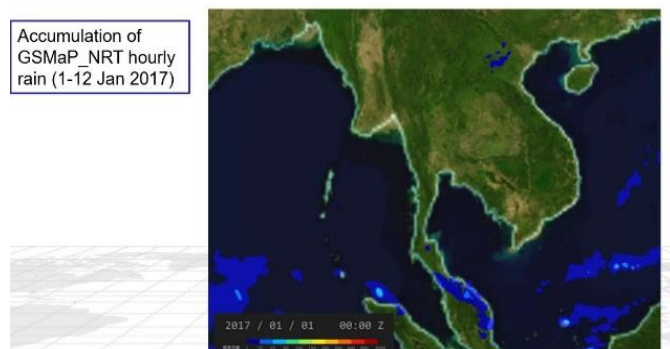 Accumulation of
GSMaP_NRT hourly
rain (1-12 Jan 2017)
2017 / 01 / 01 00:00 Z